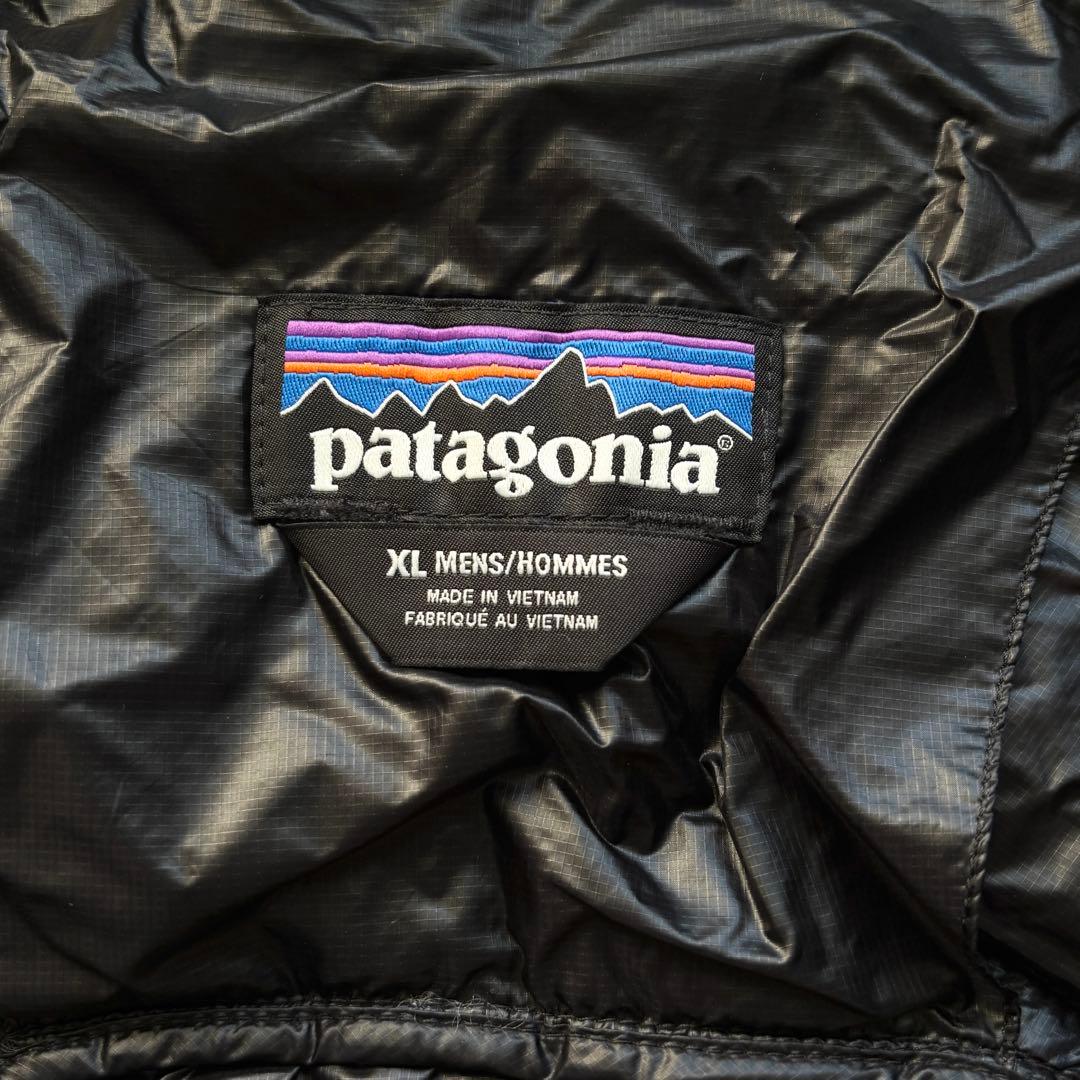 patagonia®
XL MENS/HOMMES
MADE IN VIETNAM
FABRIQUÉ AU VIETNAM